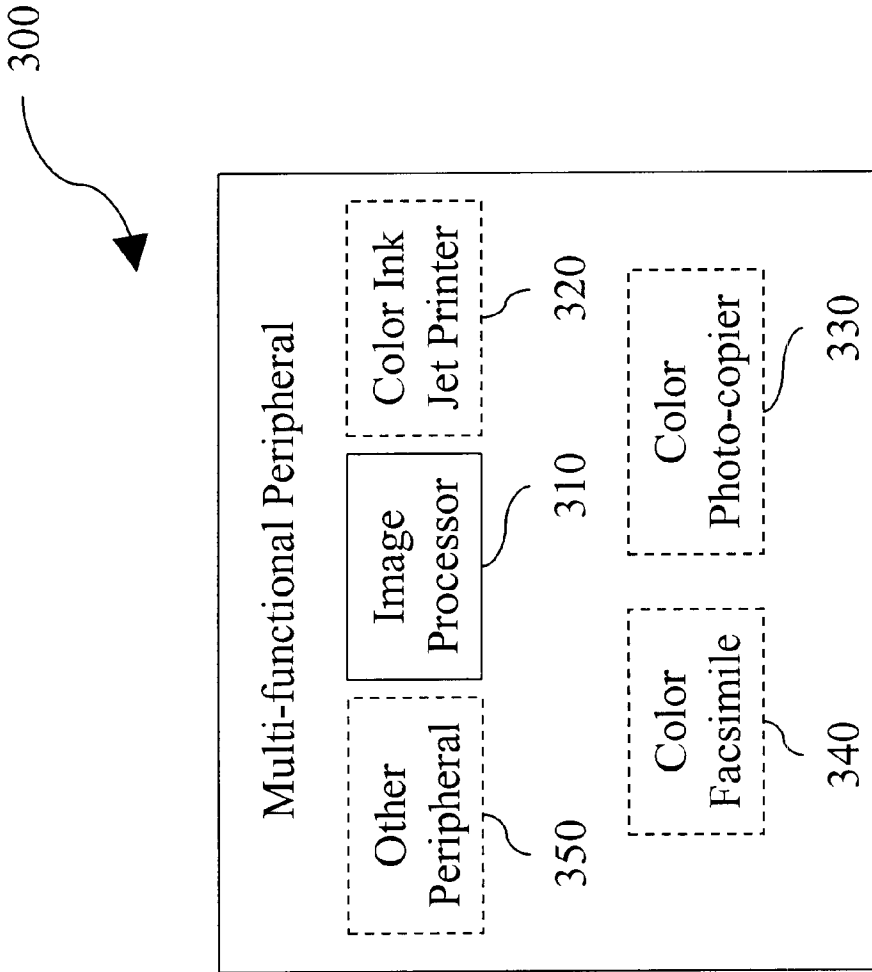 300
Multi-functional Peripheral
Other
Peripheral
350
Image
Processor
310
Color Ink
Jet Printer
320
Color
Facsimile
340
Color
Photo-copier
330